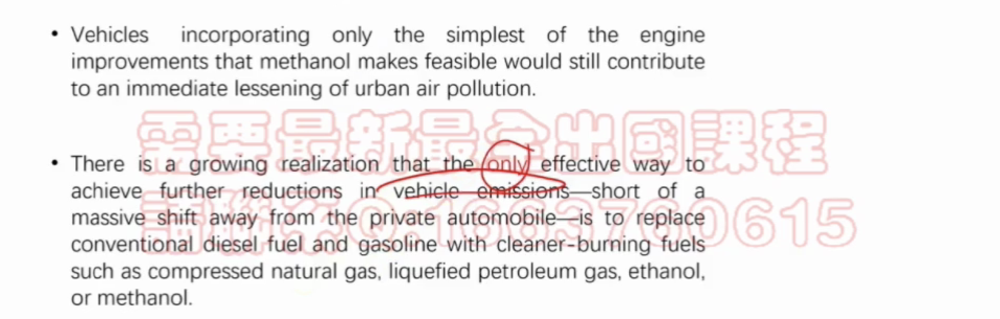 • Vehicles incorporating only the simplest of the engine
improvements that methanol makes feasible would still contribute
to an immediate lessening of urban air pollution.
需要最新最全出國課程
• There is a growing realization that the only effective way to
achieve further reductions in vehicle emissions—short of a
massive shift away from the private automobile—is to replace
請聯系Q:1663760615
conventional diesel fuel and gasoline with cleaner-burning fuels
such as compressed natural gas, liquefied petroleum gas, ethanol,
or methanol.